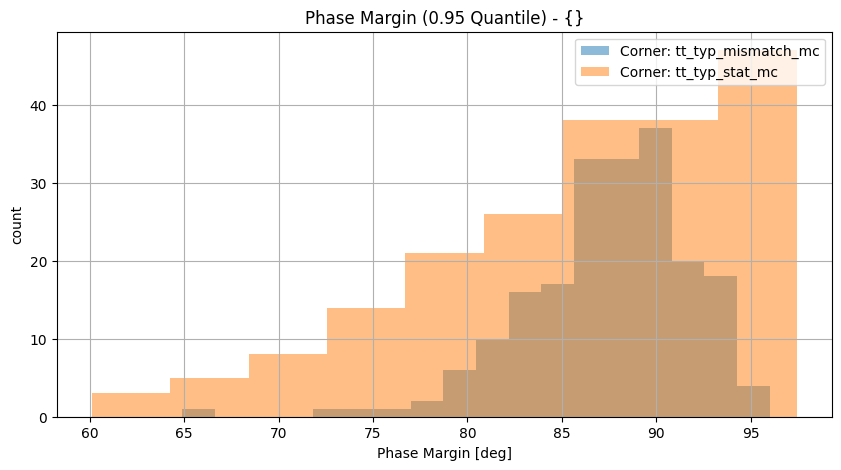 Phase Margin (0.95 Quantile) - {}
Corner: tt_typ_mismatch_mc
Corner: tt_typ_stat_mc
count
40
30
20
10
0
60 65 70 75 80 85 90 95
Phase Margin [deg]